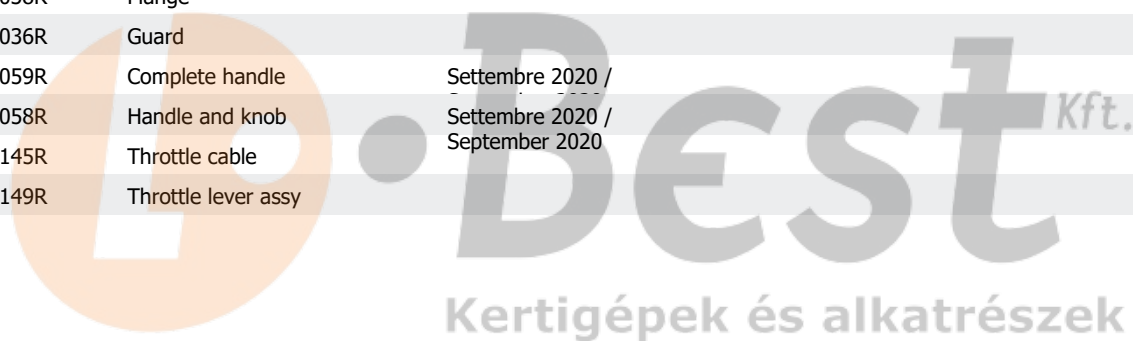 036R Guard
059R Complete handle Settembre 2020 /
058R Handle and knob Settembre 2020 /
September 2020
145R Throttle cable
149R Throttle lever assy
L•Best Kft.
Kertigépek és alkatrészek